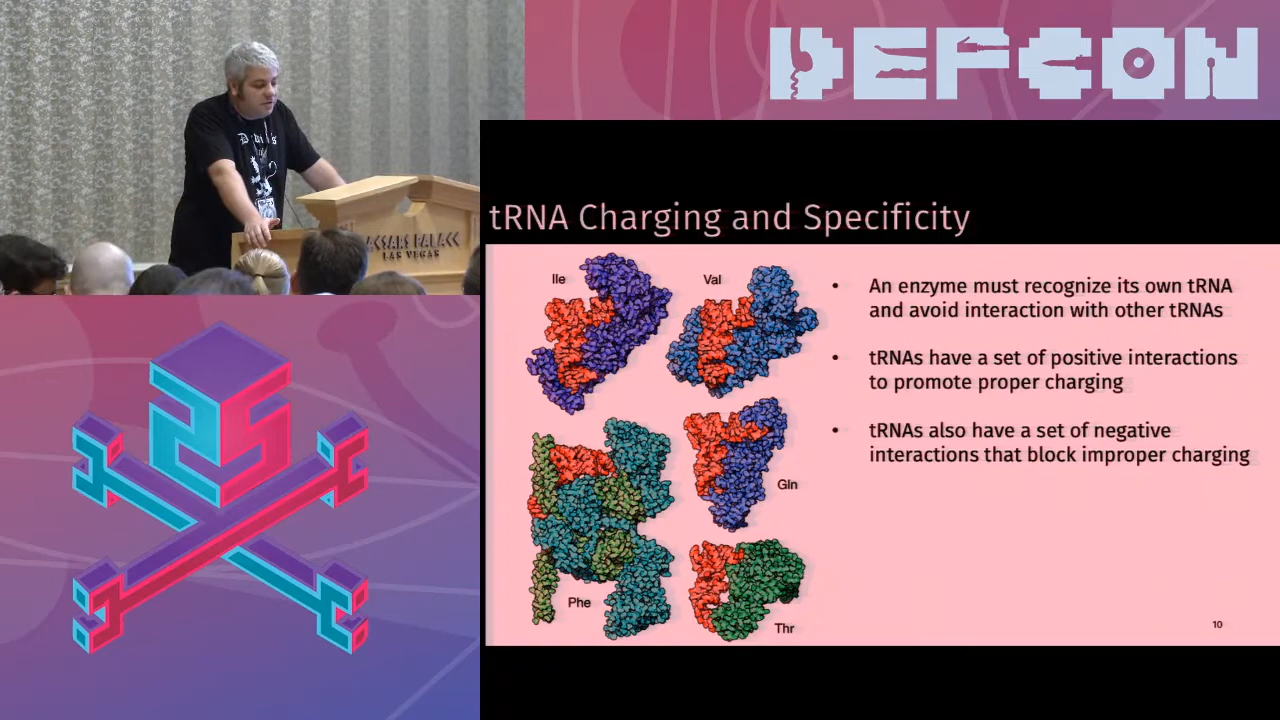 DEFCON
CAESARS PALACE
LAS VEGAS
tRNA Charging and Specificity
Ile
Val
Gln
Phe
Thr
• An enzyme must recognize its own tRNA
and avoid interaction with other tRNAs
• tRNAs have a set of positive interactions
to promote proper charging
• tRNAs also have a set of negative
interactions that block improper charging
10